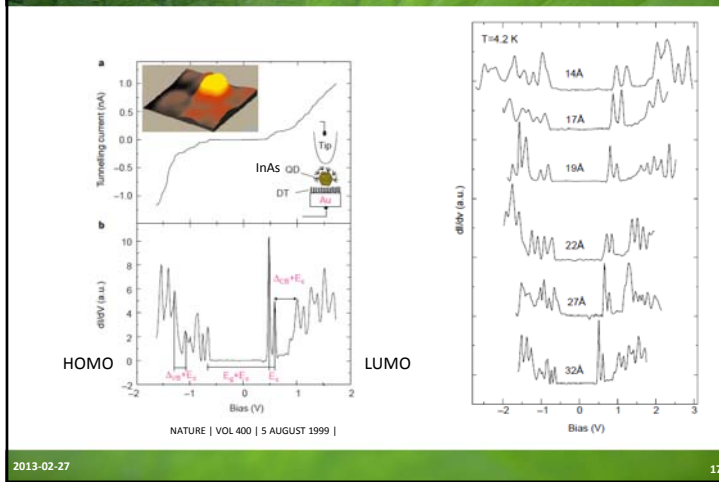 a
Tunnelling current (nA)
1.0
0.5
0.0
−0.5
−1.0
Tip
InAs
QD
DT
Au
b
dI/dV (a.u.)
10
8
6
4
2
0
−2
Δ_CB+E_c
Δ_VB+E_c
E_g+E_c
E_c
HOMO
LUMO
−2
−1
0
1
2
Bias (V)
NATURE | VOL 400 | 5 AUGUST 1999 |
T=4.2 K
14Å
17Å
19Å
22Å
27Å
32Å
dI/dv (a.u.)
−2
−1
0
1
2
3
Bias (V)
2013-02-27
17